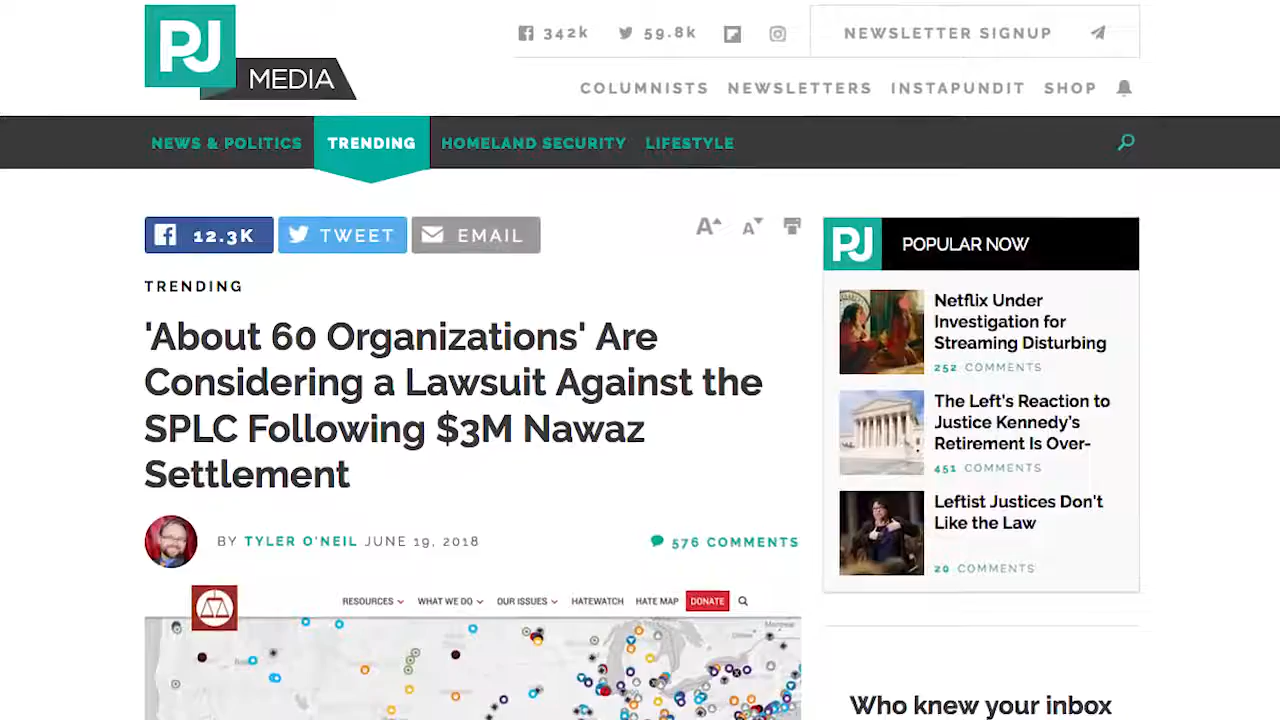 PJ
MEDIA
342k 59.8k
NEWSLETTER SIGNUP
COLUMNISTS NEWSLETTERS INSTAPUNDIT SHOP
NEWS & POLITICS TRENDING HOMELAND SECURITY LIFESTYLE
12.3K TWEET EMAIL
A A
TRENDING
'About 60 Organizations' Are
Considering a Lawsuit Against the
SPLC Following $3M Nawaz
Settlement
BY TYLER O'NEIL JUNE 19, 2018
576 COMMENTS
RESOURCES WHAT WE DO OUR ISSUES HATEWATCH HATE MAP DONATE
Montreal
PJ POPULAR NOW
Netflix Under
Investigation for
Streaming Disturbing
252 COMMENTS
The Left's Reaction to
Justice Kennedy's
Retirement Is Over-
451 COMMENTS
Leftist Justices Don't
Like the Law
20 COMMENTS
Who knew your inbox